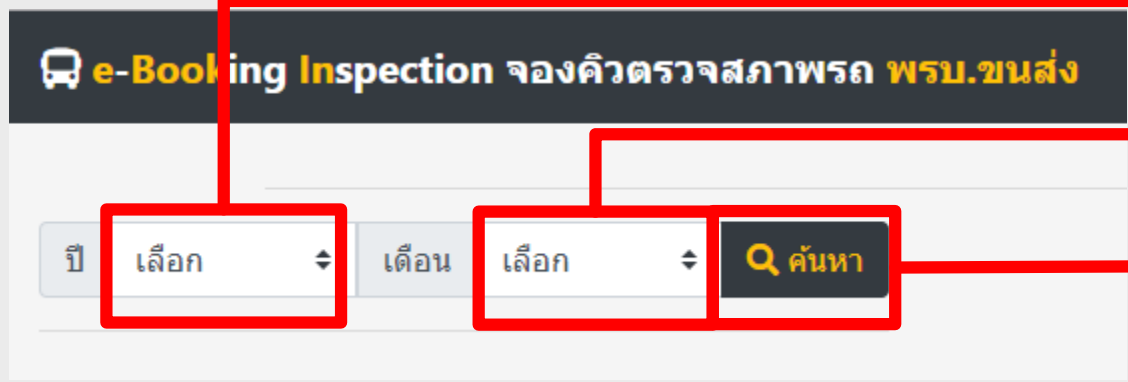 e-Booking Inspection จองคิวตรวจสภาพรถ พรบ.ขนส่ง
ปี เลือก เดือน เลือก ค้นหา